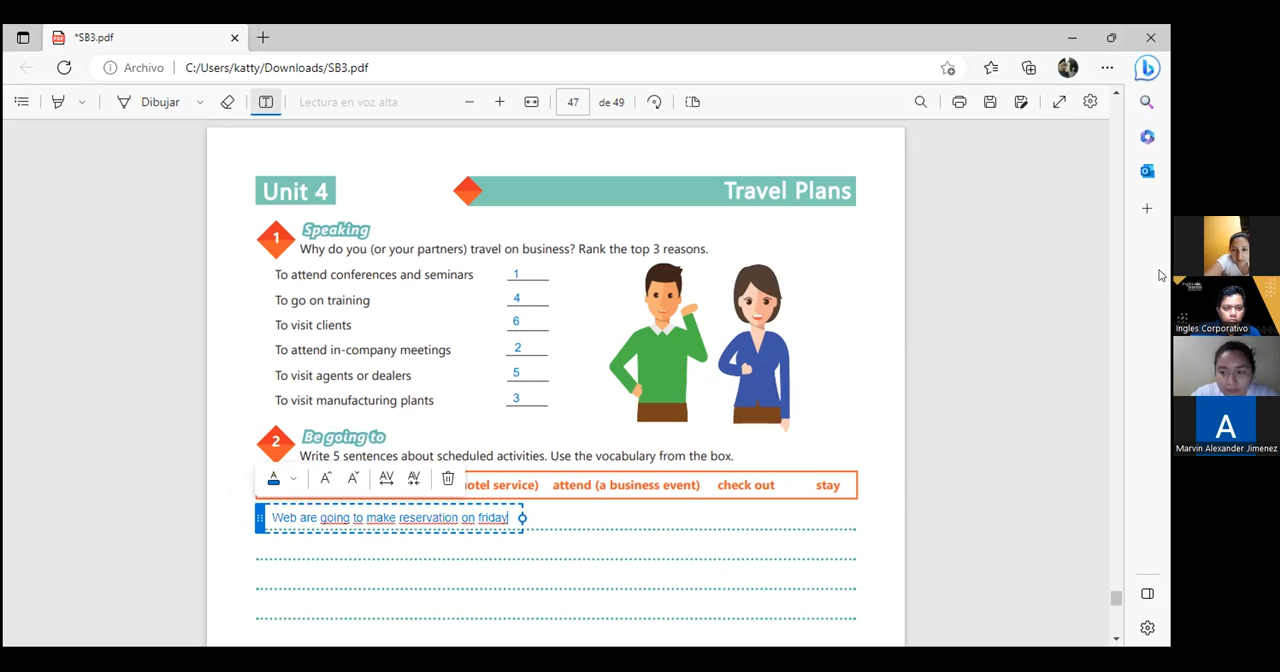 *SB3.pdf
Archivo C:/Users/katty/Downloads/SB3.pdf
Dibujar Lectura en voz alta 47 de 49
Unit 4 Travel Plans
1 Speaking
Why do you (or your partners) travel on business? Rank the top 3 reasons.
To attend conferences and seminars 1
To go on training 4
To visit clients 6
To attend in-company meetings 2
To visit agents or dealers 5
To visit manufacturing plants 3
2 Be going to
Write 5 sentences about scheduled activities. Use the vocabulary from the box.
service) attend (a business event) check out stay
Web are going to make reservation on friday
Ingles Corporativo
A
Marvin Alexander Jimenez